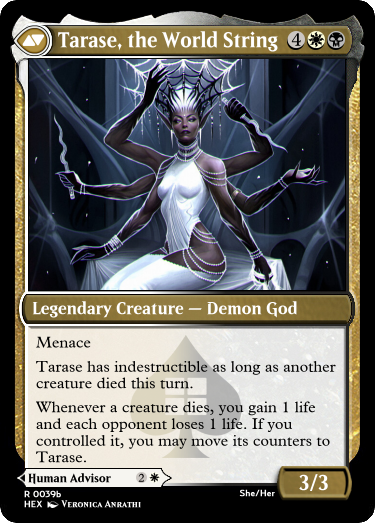 Tarase, the World String 4
Legendary Creature — Demon God
Menace
Tarase has indestructible as long as another
creature died this turn.
Whenever a creature dies, you gain 1 life
and each opponent loses 1 life. If you
controlled it, you may move its counters to
Tarase.
Human Advisor 2
3/3
R 0039b
She/Her
HEX Veronica Anrathi